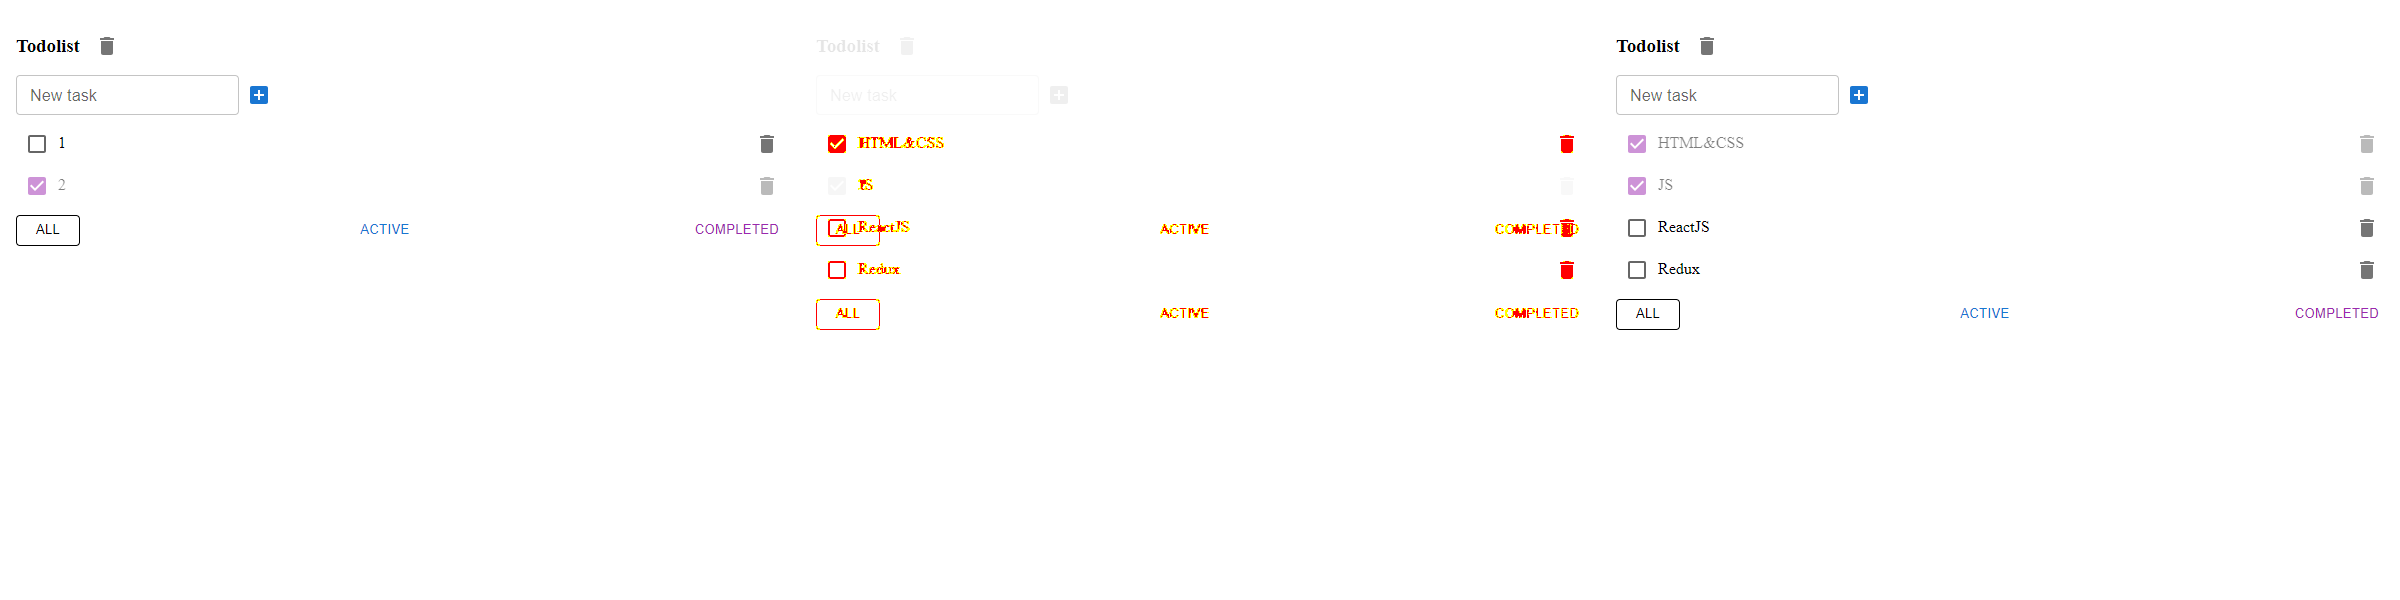 Todolist
New task
1
2
ALL ACTIVE COMPLETED
Todolist
New task
HTML&CSS
JS
ReactJS
ALL ACTIVE COMPLETED
Redux
ALL ACTIVE COMPLETED
Todolist
New task
HTML&CSS
JS
ReactJS
Redux
ALL ACTIVE COMPLETED